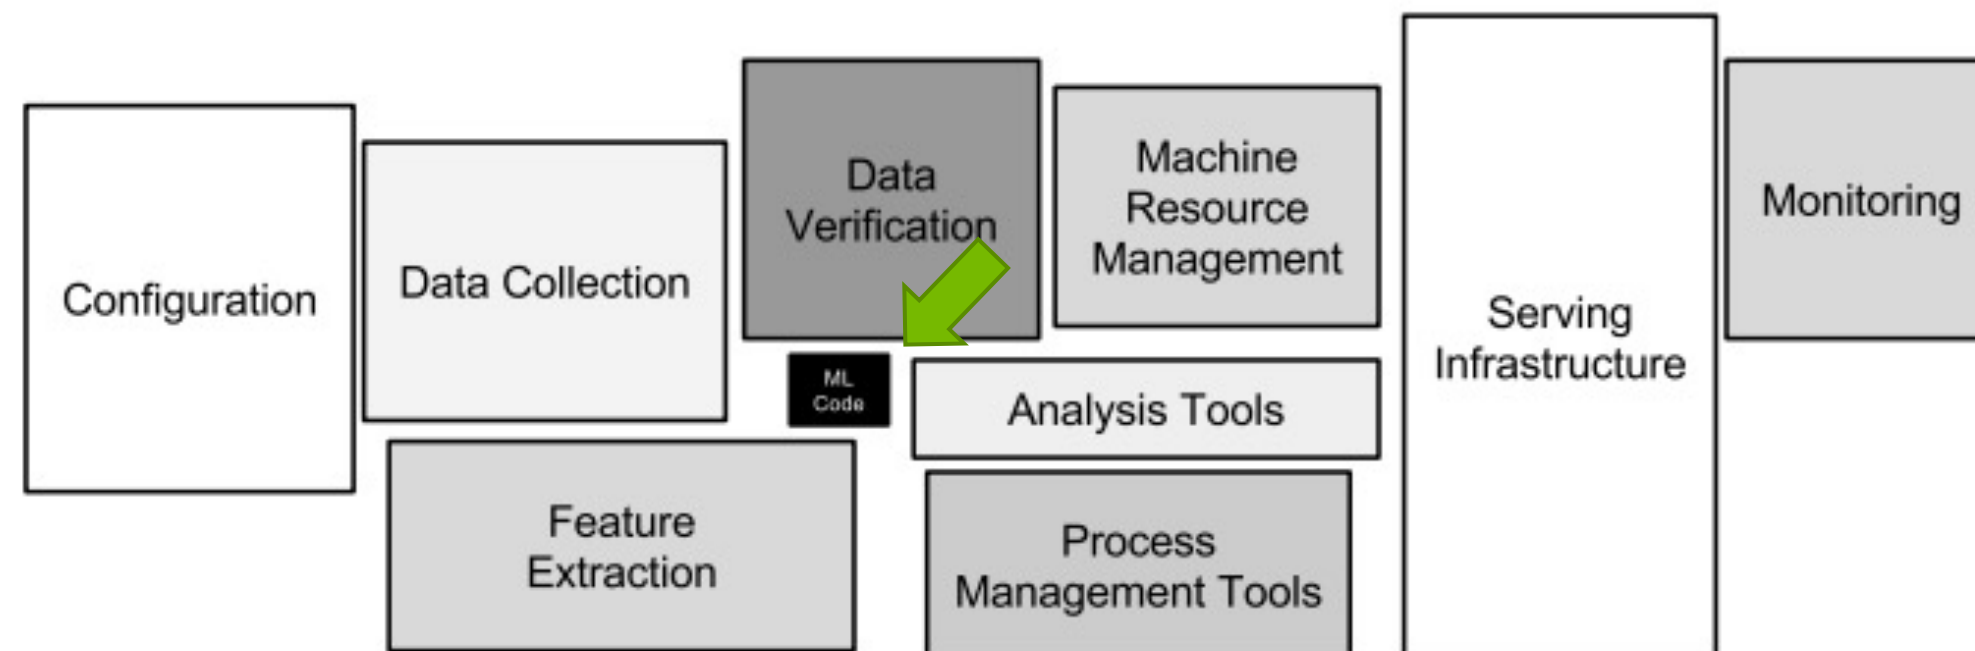 Configuration
Data Collection
Feature
Extraction
Data
Verification
ML
Code
Machine
Resource
Management
Analysis Tools
Process
Management Tools
Serving
Infrastructure
Monitoring